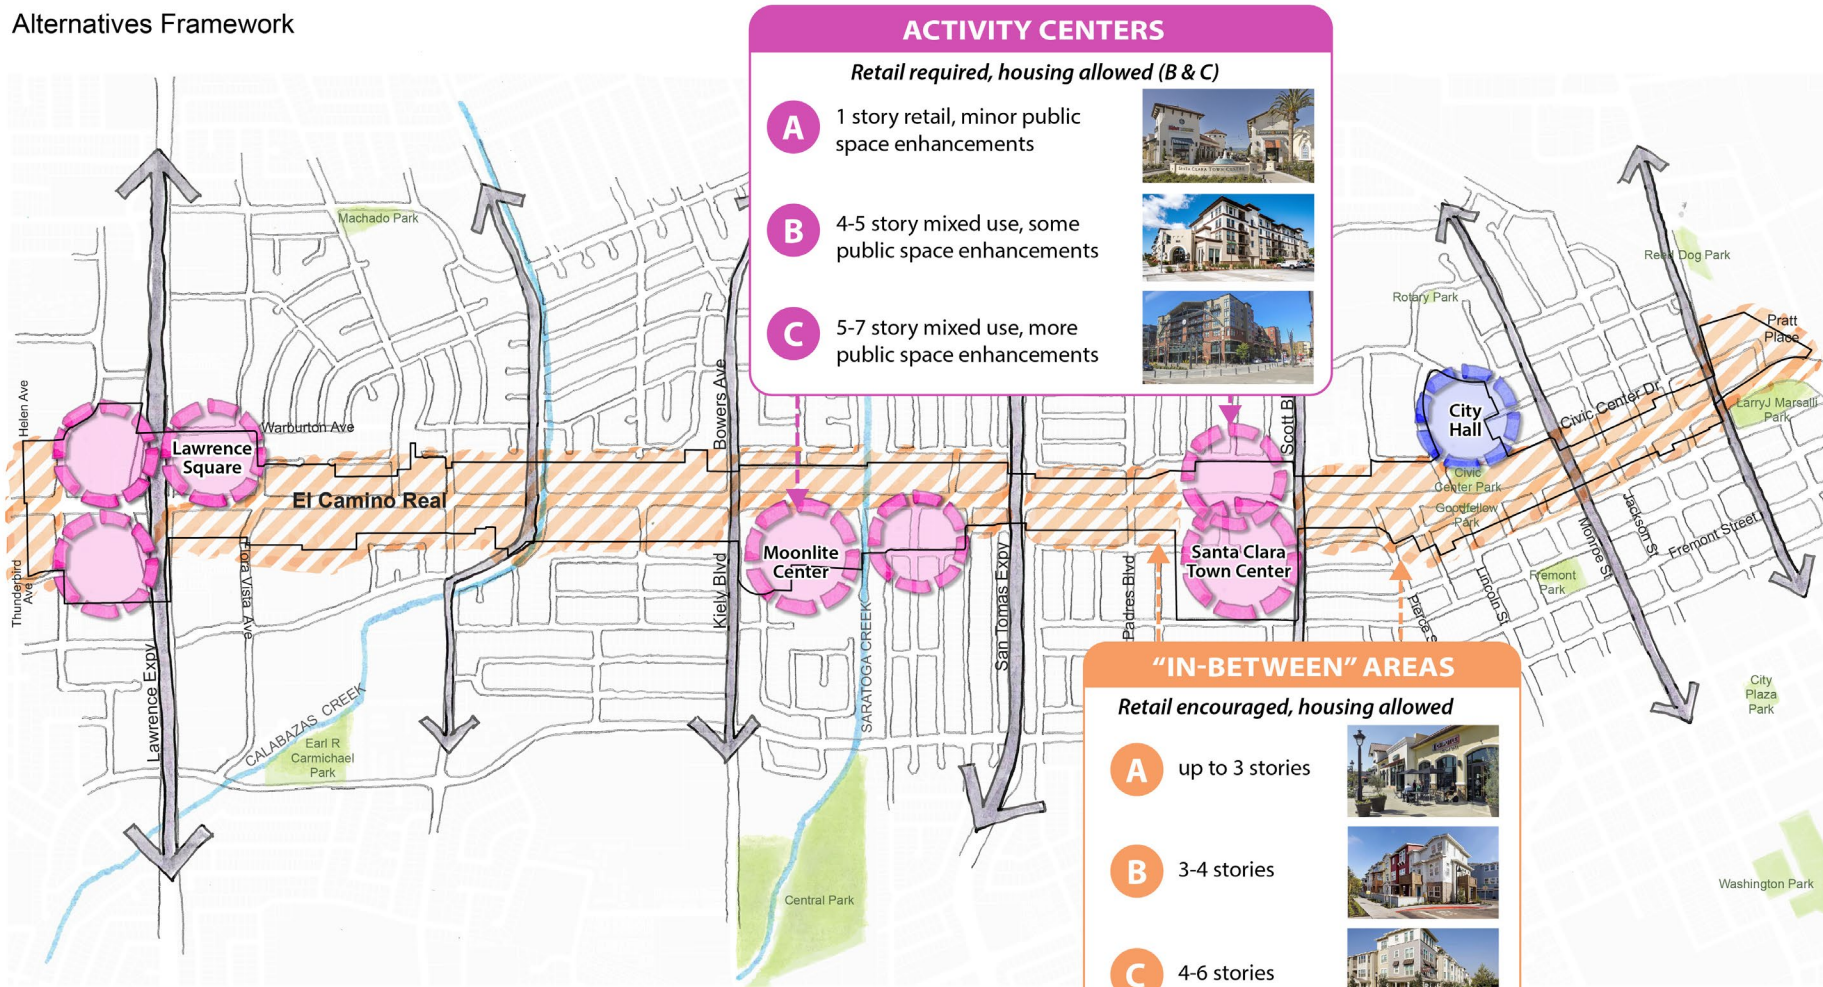 Alternatives Framework
ACTIVITY CENTERS
Retail required, housing allowed (B & C)
A
1 story retail, minor public
space enhancements
SANTA CLARA TOWN CENTRE
B
4-5 story mixed use, some
public space enhancements
C
5-7 story mixed use, more
public space enhancements
Machado Park
Reed Dog Park
Rotary Park
Pratt
Place
Helen Ave
Warburton Ave
Lawrence
Square
El Camino Real
Bowers Ave
Scott Bl
City
Hall
Civic Center Dr
LarryJ Marsalli
Park
Civic
Center Park
Goodfellow
Park
Moonlite
Center
Santa Clara
Town Center
Thunderbird
Ave
Flora Vista Ave
Kiely Blvd
SARATOGA CREEK
San Tomas Expy
Padres Blvd
Pierce S
Lincoln St
Fremont
Park
Monroe St
Jackson St
Fremont Street
Lawrence Expy
CALABAZAS CREEK
Earl R
Carmichael
Park
Central Park
City
Plaza
Park
Washington Park
"IN-BETWEEN" AREAS
Retail encouraged, housing allowed
A
up to 3 stories
B
3-4 stories
C
4-6 stories